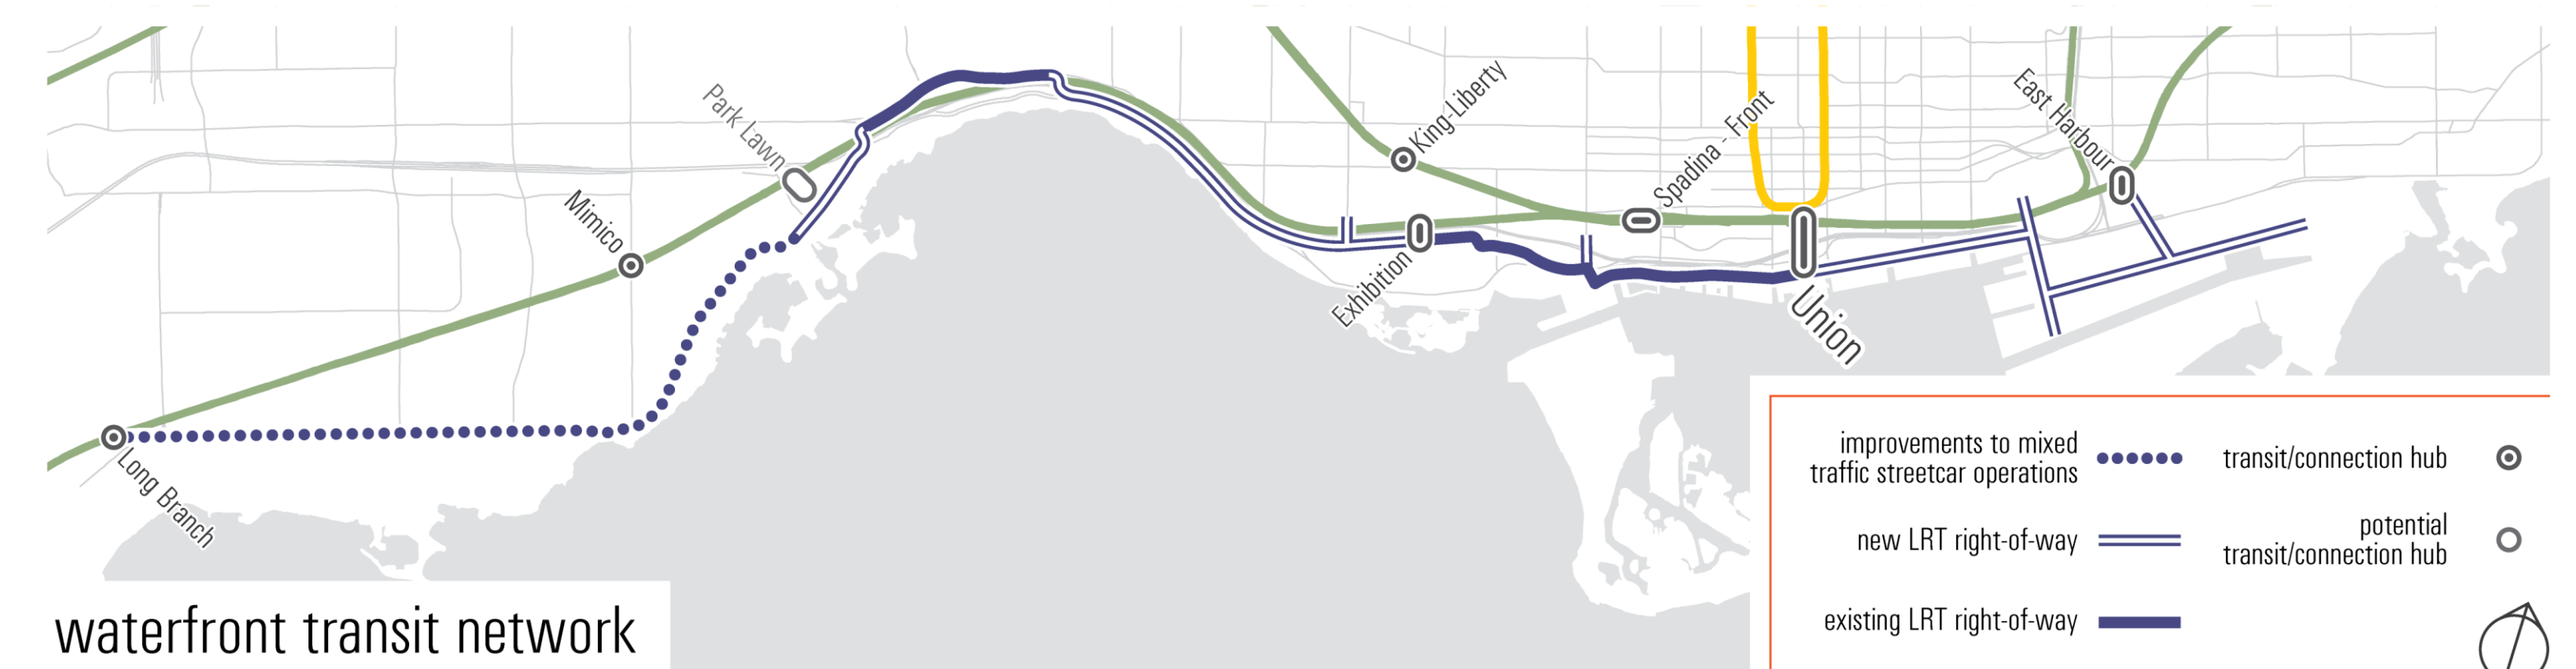 Park Lawn
Mimico
Long Branch
King-Liberty
Spadina - Front
Exhibition
Union
East Harbour
improvements to mixed
traffic streetcar operations
new LRT right-of-way
existing LRT right-of-way
transit/connection hub
potential
transit/connection hub
waterfront transit network